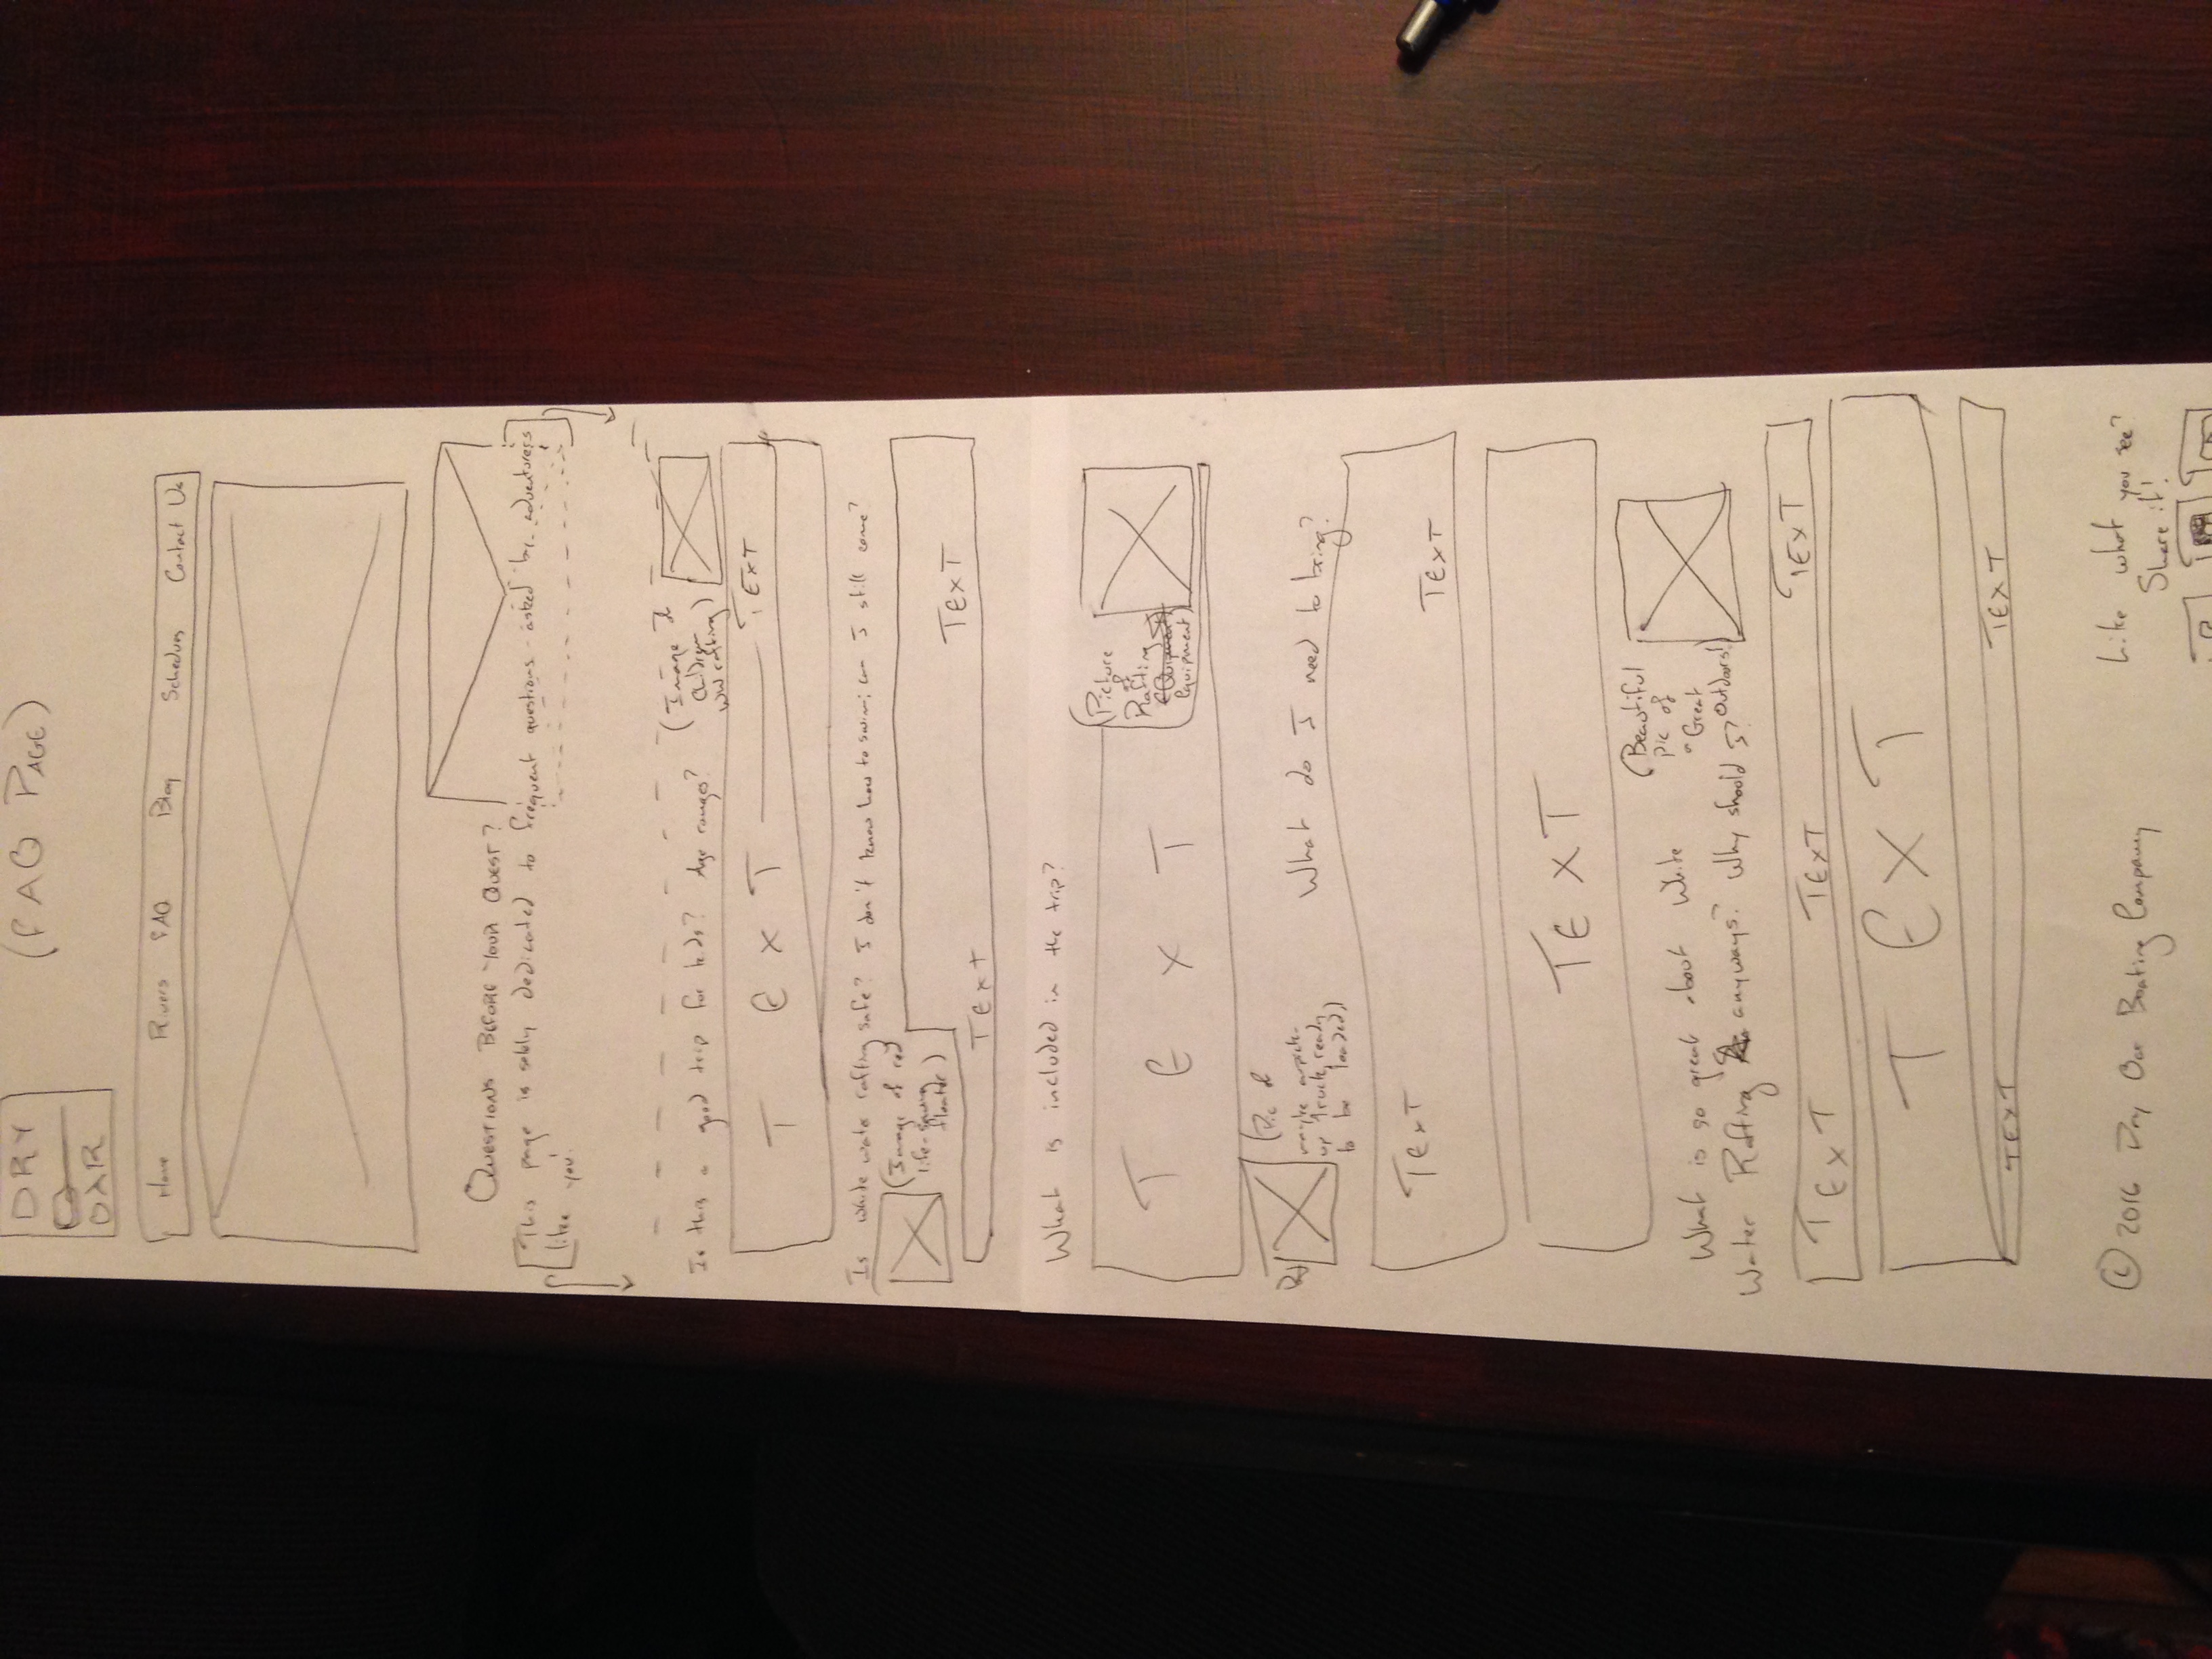 DRY
OAR
(FAQ PAGE)
Home Rivers FAQ Blog Schedules Contact Us
QUESTIONS BEFORE YOUR QUEST?
This page is solely dedicated to frequent questions asked by adventurers
like you!
Is this a good trip for kids? Age ranges?
(Image of
Children
WW rafting)
T E X T TEXT
Is white water rafting safe? I don't know how to swim; can I still come?
(Image of red
life-saving
floater)
TEXT
TEXT
What is included in the trip?
T E X T
(Picture
of
Rafting
Equipment)
(Pic of
maybe a pick-
up truck, ready
to be loaded)
What do I need to bring?
TEXT
TEXT
TEXT
What is so great about White
Water Rafting anyways? Why should I?
(Beautiful
pic of
Great
Outdoors!)
TEXT TEXT TEXT
T E X T
TEXT TEXT
© 2016 Dry Oar Boating Company
Like what you see?
Share it!